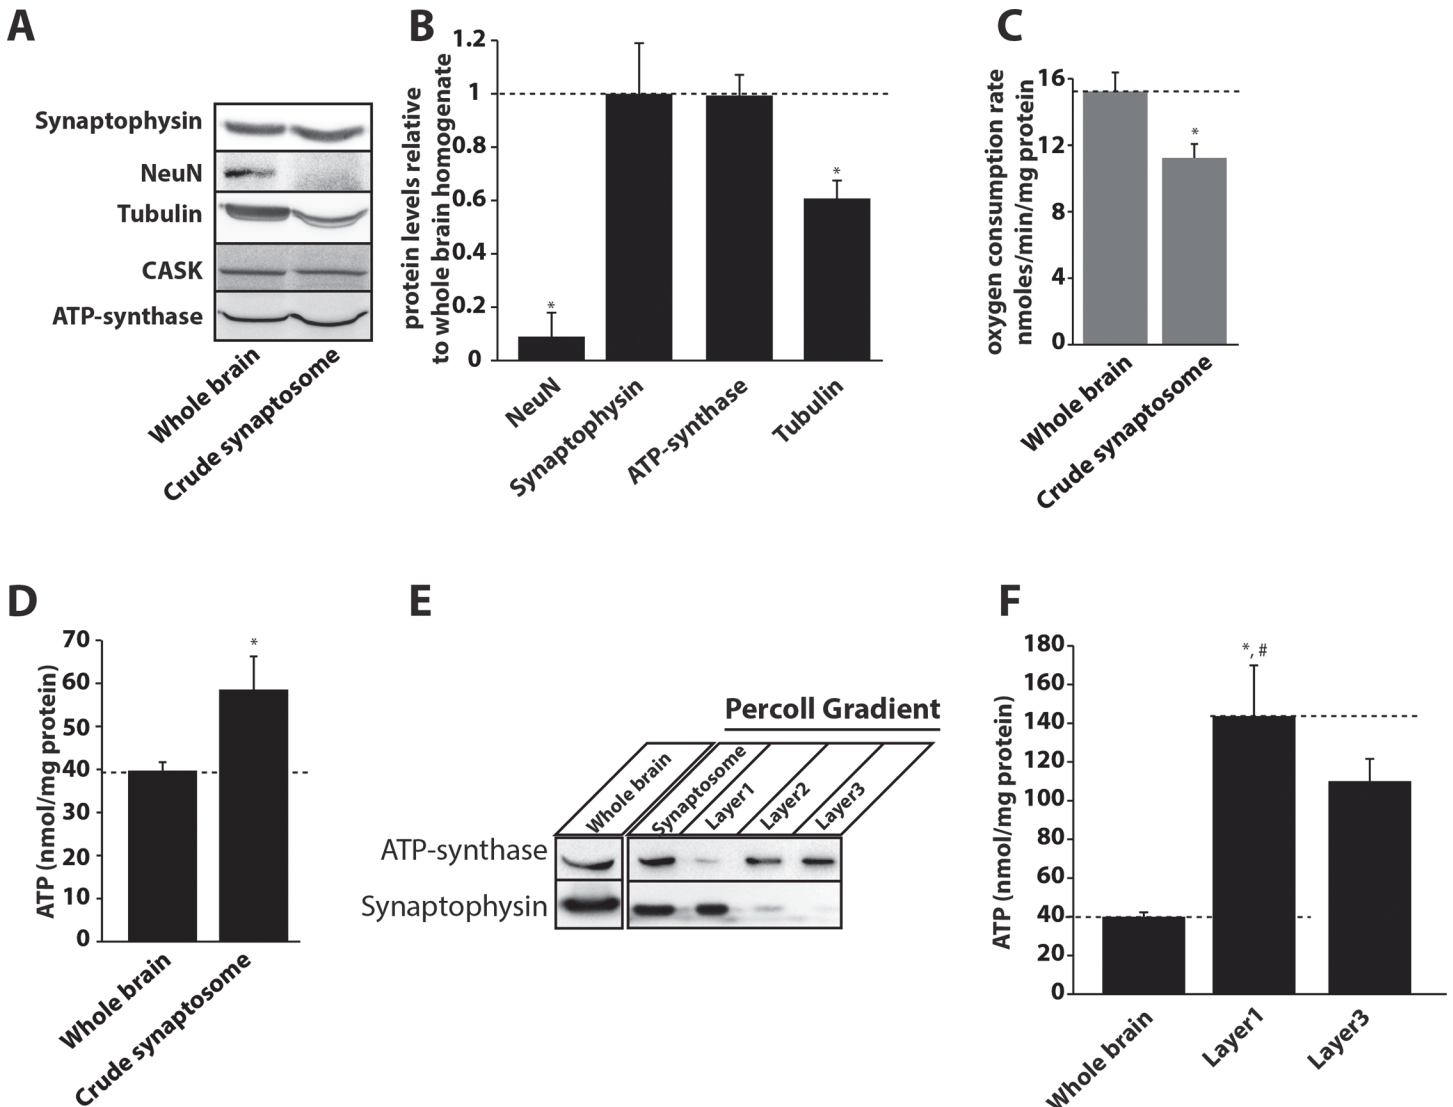 A
Synaptophysin
NeuN
Tubulin
CASK
ATP-synthase
Whole brain
Crude synaptosome
B
protein levels relative
to whole brain homogenate
1.2
1
0.8
0.6
0.4
0.2
0
*
*
NeuN
Synaptophysin
ATP-synthase
Tubulin
C
oxygen consumption rate
nmoles/min/mg protein
16
12
8
4
0
*
Whole brain
Crude synaptosome
D
ATP (nmol/mg protein)
70
60
50
40
30
20
10
0
*
Whole brain
Crude synaptosome
E
Percoll Gradient
Whole brain
Synaptosome
Layer1
Layer2
Layer3
ATP-synthase
Synaptophysin
F
ATP (nmol/mg protein)
180
160
140
120
100
80
60
40
20
0
*, #
Whole brain
Layer1
Layer3